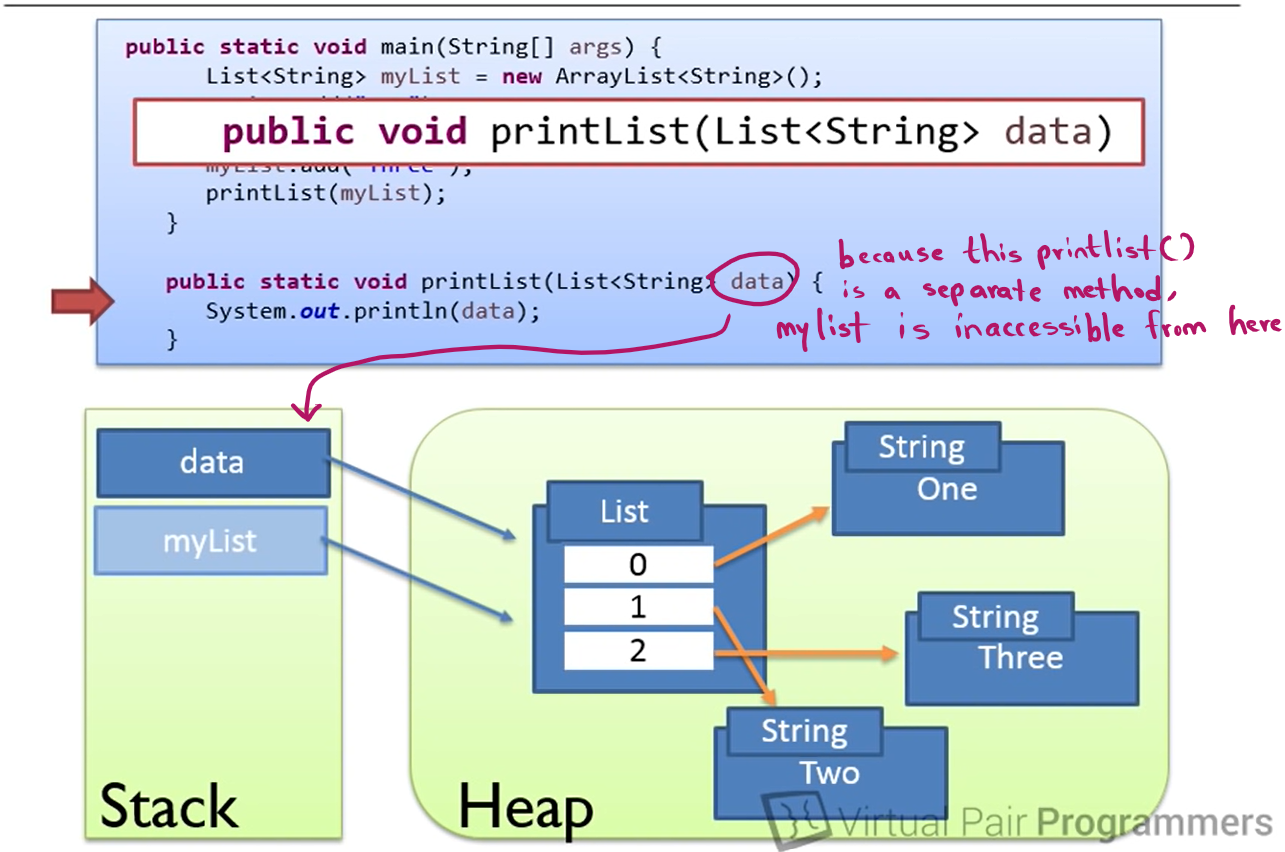 public static void main(String[] args) {
List<String> myList = new ArrayList<String>();
public void printList(List<String> data)
myList.add("Three");
printList(myList);
}
public static void printList(List<String> data) {
System.out.println(data);
}
because this printlist()
is a separate method,
mylist is inaccessible from here
data
myList
Stack
List
0
1
2
String
One
String
Three
String
Two
Heap
Virtual Pair Programmers